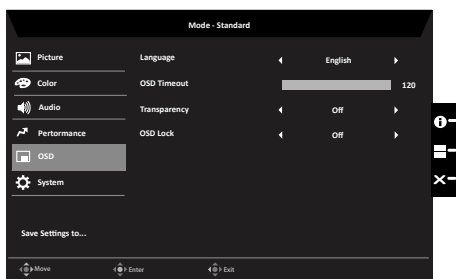 Mode - Standard
Picture
Language
English
Color
OSD Timeout
120
Audio
Transparency
Off
Pertormance
OSD Lock
Off
OSD
System
Save Settings to...
Move
Enter
Exit